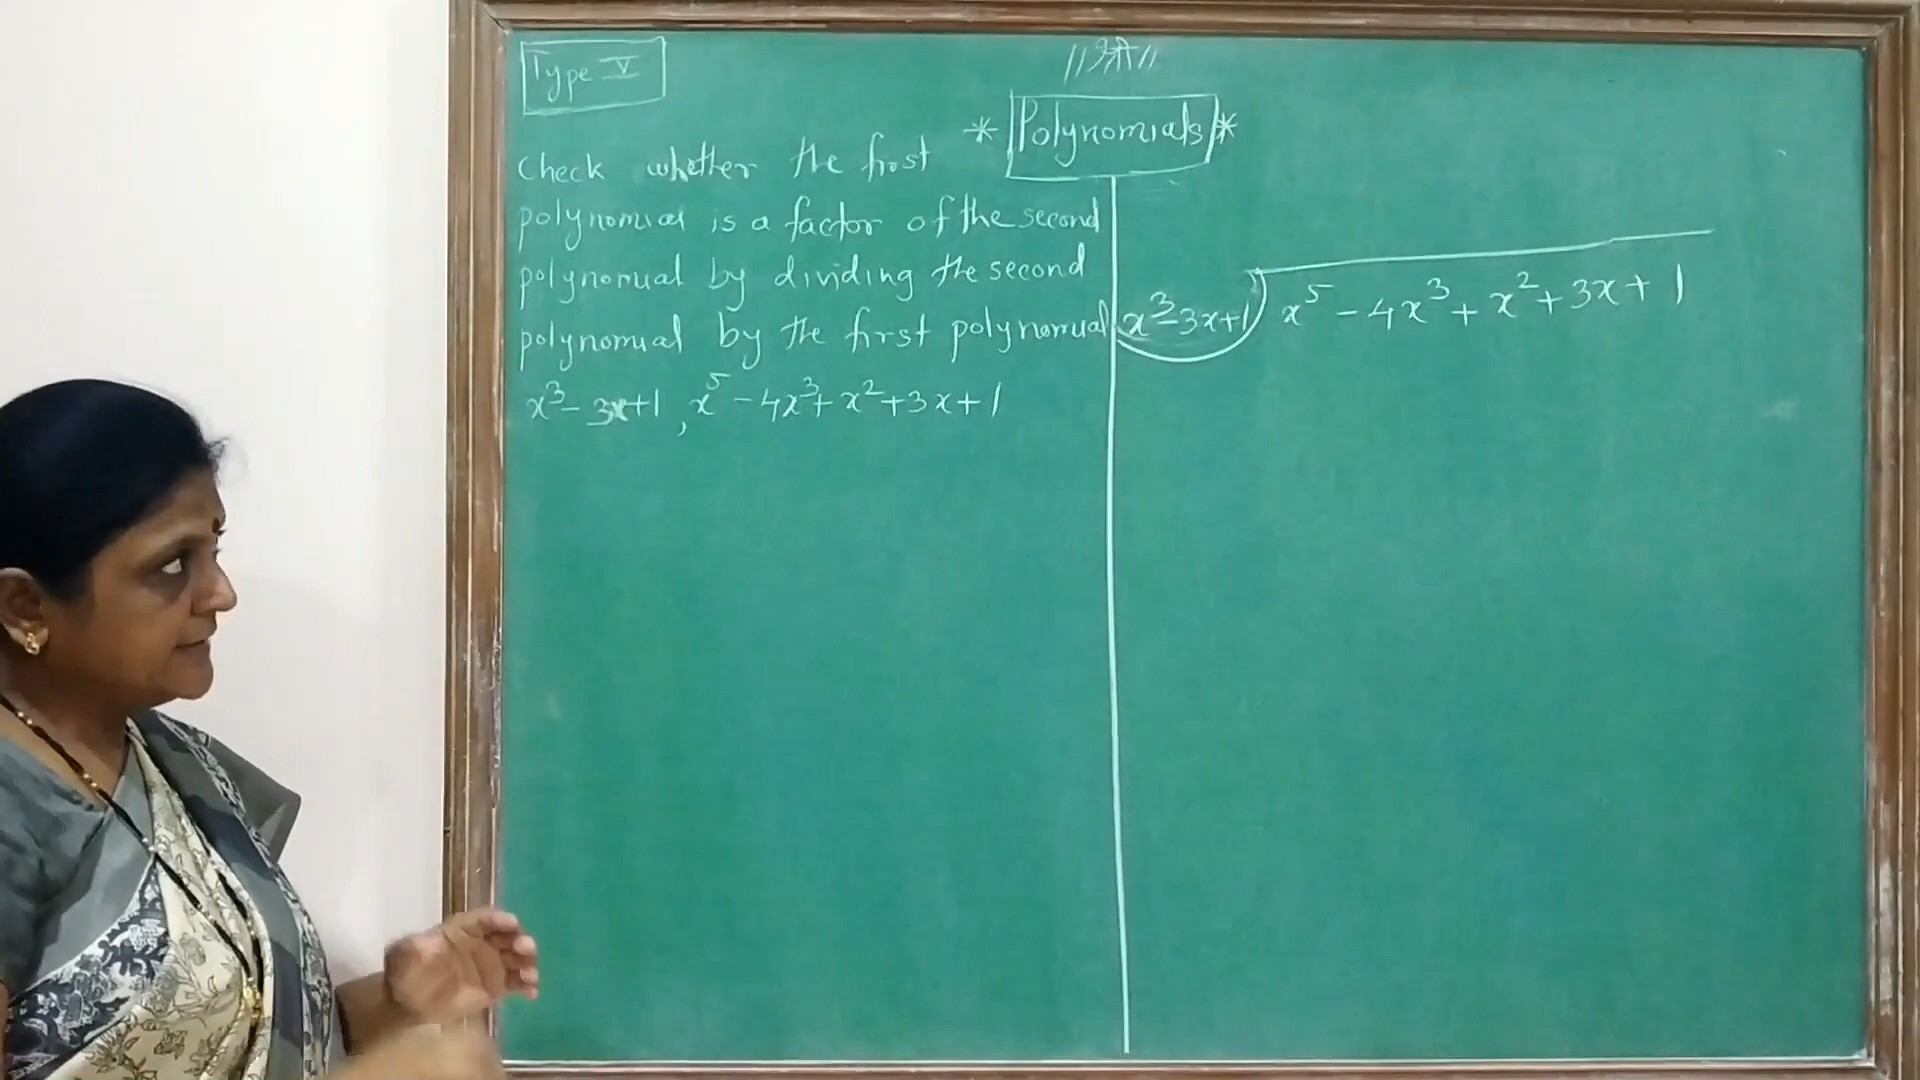 Type V
* Polynomials *
Check whether the first
polynomial is a factor of the second
polynomial by dividing the second
polynomial by the first polynomial
x³ - 3x + 1 , x⁵ - 4x³ + x² + 3x + 1
x³ - 3x + 1 ) x⁵ - 4x³ + x² + 3x + 1